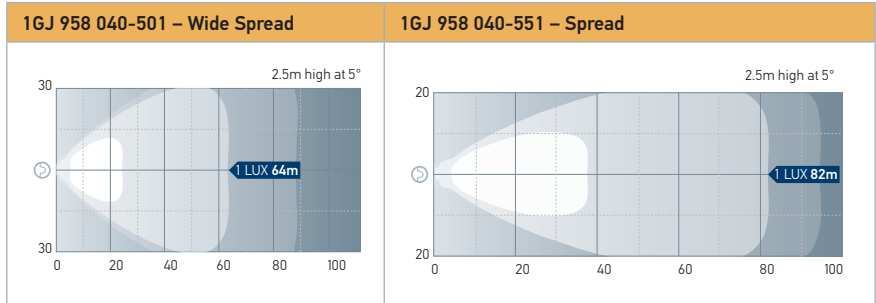 1GJ 958 040-501 – Wide Spread
2.5m high at 5°
30
1 LUX 64m
30
0 20 40 60 80 100
1GJ 958 040-551 – Spread
2.5m high at 5°
20
1 LUX 82m
20
0 20 40 60 80 100